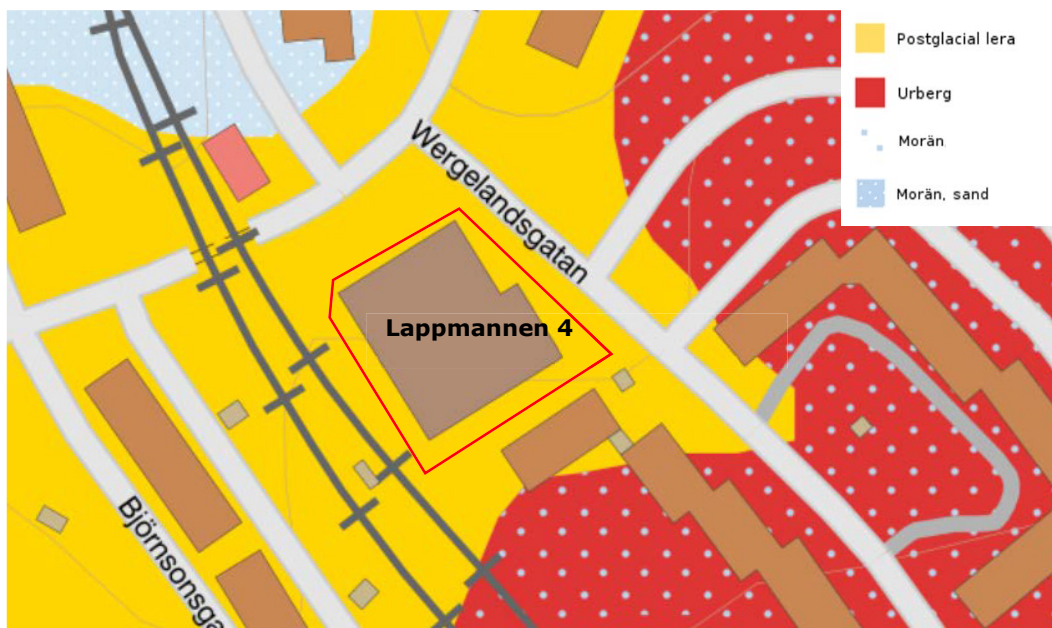 Postglacial lera
Urberg
Morän
Morän, sand
Wergelandsgatan
Lappmannen 4
Björnsonsga